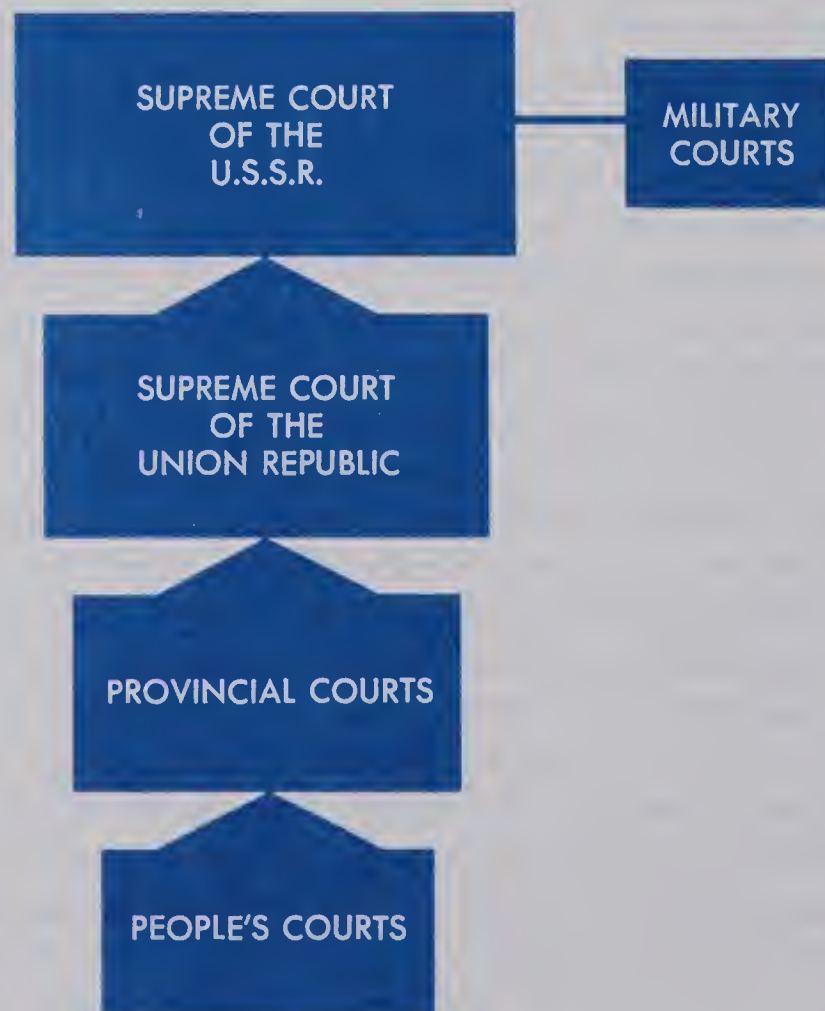 SUPREME COURT
OF THE
U.S.S.R.
MILITARY
COURTS
SUPREME COURT
OF THE
UNION REPUBLIC
PROVINCIAL COURTS
PEOPLE'S COURTS